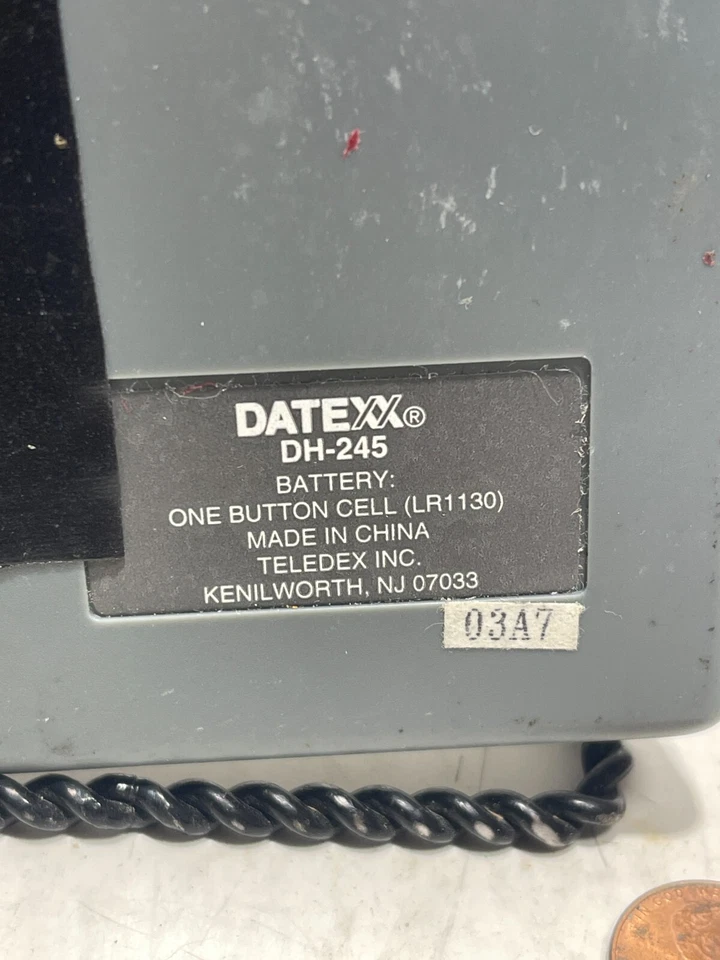 DATEXX®
DH-245
BATTERY:
ONE BUTTON CELL (LR1130)
MADE IN CHINA
TELEDEX INC.
KENILWORTH, NJ 07033
03A7